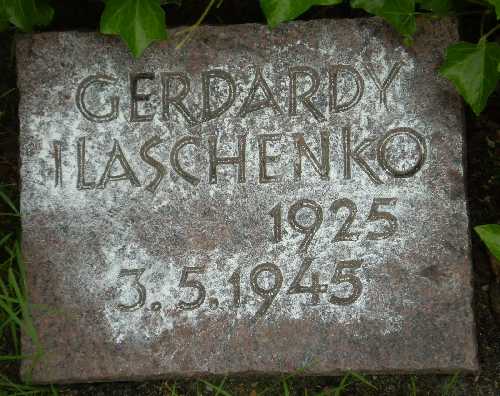 GERDARDY
ILASCHENKO
1925
3.5.1945